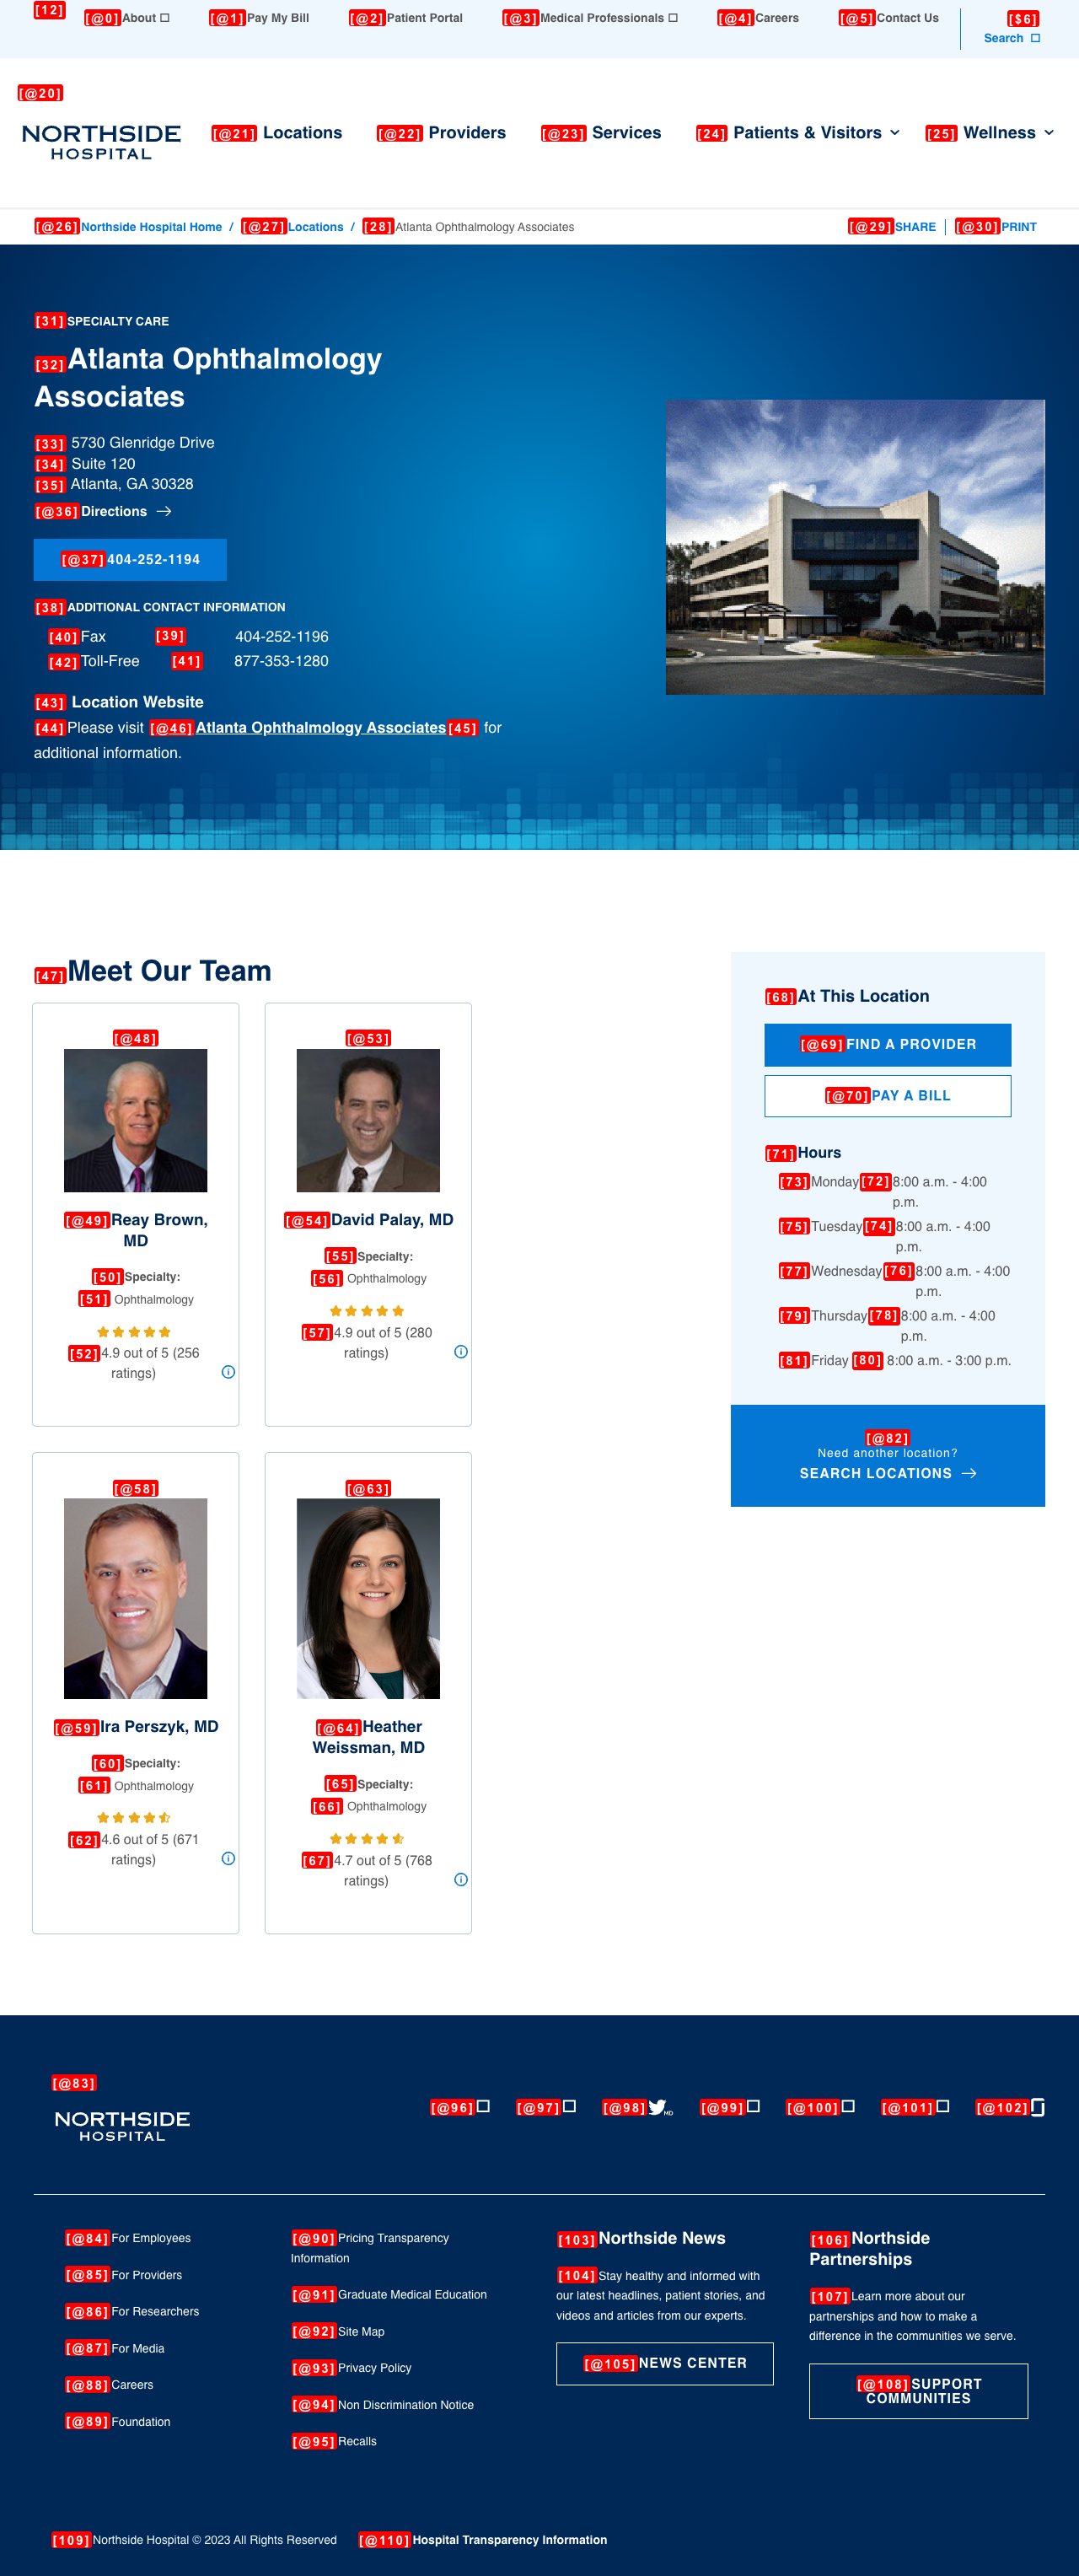 [12] [@0]About [@1]Pay My Bill [@2]Patient Portal [@3]Medical Professionals [@4]Careers [@5]Contact Us [$6]
Search
[@20]
NORTHSIDE
HOSPITAL
[@21] Locations [@22] Providers [@23] Services [24] Patients & Visitors [25] Wellness
[@26]Northside Hospital Home / [@27]Locations / [28]Atlanta Ophthalmology Associates [@29]SHARE [@30]PRINT
[31]SPECIALTY CARE
[32]Atlanta Ophthalmology
Associates
[33] 5730 Glenridge Drive
[34] Suite 120
[35] Atlanta, GA 30328
[@36]Directions
[@37]404-252-1194
[38]ADDITIONAL CONTACT INFORMATION
[40]Fax [39] 404-252-1196
[42]Toll-Free [41] 877-353-1280
[43] Location Website
[44]Please visit [@46]Atlanta Ophthalmology Associates[45] for
additional information.
[47]Meet Our Team
[@48]
[@49]Reay Brown,
MD
[50]Specialty:
[51] Ophthalmology
[52]4.9 out of 5 (256
ratings)
[@53]
[@54]David Palay, MD
[55]Specialty:
[56] Ophthalmology
[57]4.9 out of 5 (280
ratings)
[@58]
[@59]Ira Perszyk, MD
[60]Specialty:
[61] Ophthalmology
[62]4.6 out of 5 (671
ratings)
[@63]
[@64]Heather
Weissman, MD
[65]Specialty:
[66] Ophthalmology
[67]4.7 out of 5 (768
ratings)
[68]At This Location
[@69]FIND A PROVIDER
[@70]PAY A BILL
[71]Hours
[73]Monday[72]8:00 a.m. - 4:00
p.m.
[75]Tuesday[74]8:00 a.m. - 4:00
p.m.
[77]Wednesday[76]8:00 a.m. - 4:00
p.m.
[79]Thursday[78]8:00 a.m. - 4:00
p.m.
[81]Friday [80] 8:00 a.m. - 3:00 p.m.
[@82]
Need another location?
SEARCH LOCATIONS
[@83]
NORTHSIDE
HOSPITAL
[@96] [@97] [@98] MD [@99] [@100] [@101] [@102]
[@84]For Employees
[@85]For Providers
[@86]For Researchers
[@87]For Media
[@88]Careers
[@89]Foundation
[@90]Pricing Transparency
Information
[@91]Graduate Medical Education
[@92]Site Map
[@93]Privacy Policy
[@94]Non Discrimination Notice
[@95]Recalls
[103]Northside News
[104]Stay healthy and informed with
our latest headlines, patient stories, and
videos and articles from our experts.
[@105]NEWS CENTER
[106]Northside
Partnerships
[107]Learn more about our
partnerships and how to make a
difference in the communities we serve.
[@108]SUPPORT
COMMUNITIES
[109]Northside Hospital © 2023 All Rights Reserved [@110]Hospital Transparency Information